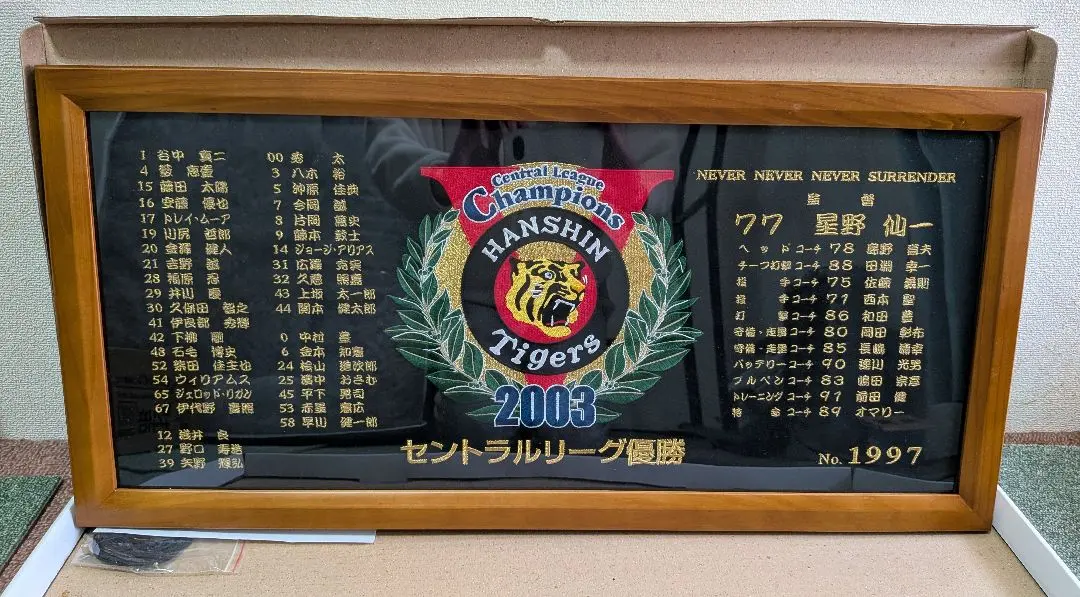 1 谷中 真二
4 藪 恵壹
15 藤田 太陽
16 安藤 優也
17 トレイ・ムーア
19 山岡 哲郎
20 金澤 健人
21 吉野 誠
28 福原 忍
29 井川 慶
30 久保田 智之
41 伊良部 秀輝
42 下柳 剛
48 石毛 博史
52 柴田 佳主也
54 ウィリアムス
65 ジェロッド・リガン
67 伊代野 貴照
12 浅井 良
27 野口 寿浩
39 矢野 輝弘
00 秀 太
3 八木 裕
5 沖原 佳典
7 今岡 誠
8 片岡 篤史
9 藤本 敦士
14 ジョージ・アリアス
31 広澤 克実
32 久慈 照嘉
43 上坂 太一郎
44 関本 健太郎
0 中村 豊
6 金本 知憲
24 桧山 進次郎
25 濱中 おさむ
45 平下 晃司
53 赤星 憲広
58 早川 健一郎
Central League
Champions
HANSHIN
Tigers
2003
セントラルリーグ優勝
NEVER NEVER NEVER SURRENDER
監 督
77 星野 仙一
ヘッドコーチ 78 島野 育夫
チーフ打撃コーチ 88 田淵 幸一
投 手コーチ 75 佐藤 義則
投 手コーチ 71 西本 聖
打 撃コーチ 86 和田 豊
守備・走塁コーチ 80 岡田 彰布
守備・走塁コーチ 85 長嶋 清幸
バッテリーコーチ 90 達川 光男
ブルペンコーチ 83 嶋田 宗彦
トレーニングコーチ 91 前田 健
特 命コーチ 89 オマリー
No. 1997